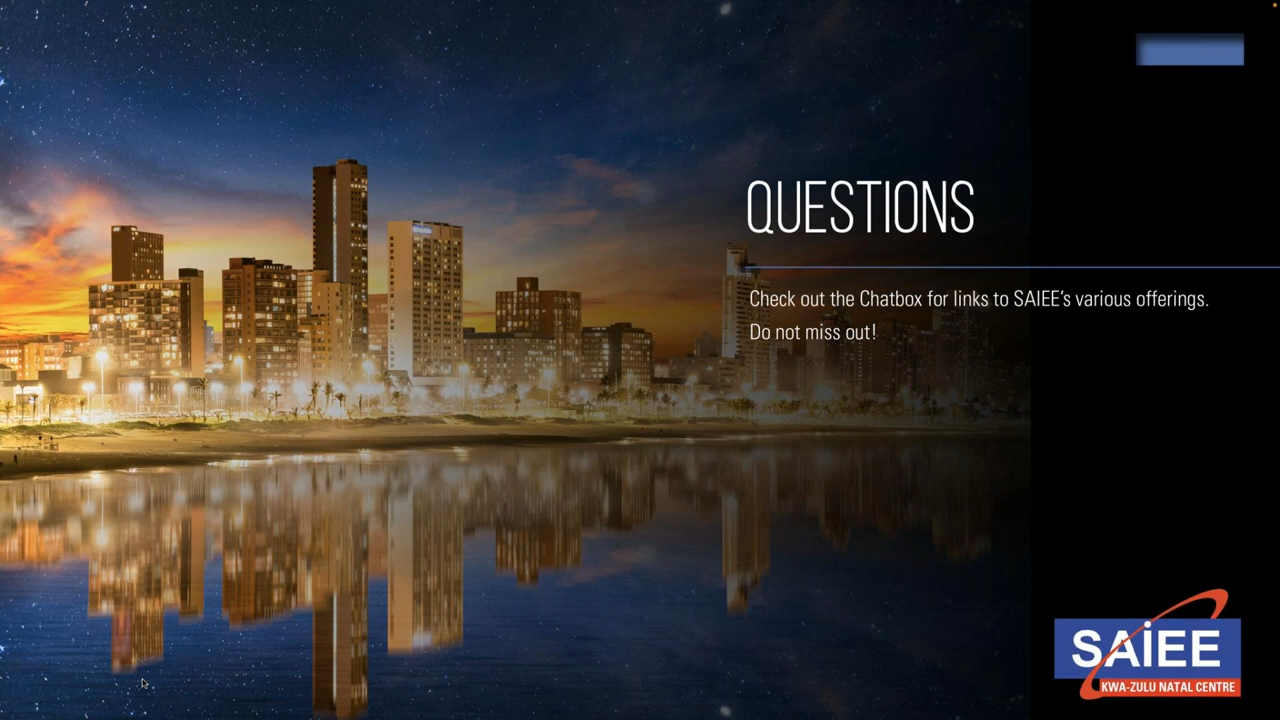 QUESTIONS
Check out the Chatbox for links to SAIEE's various offerings.
Do not miss out!
SAIEE
KWA-ZULU NATAL CENTRE